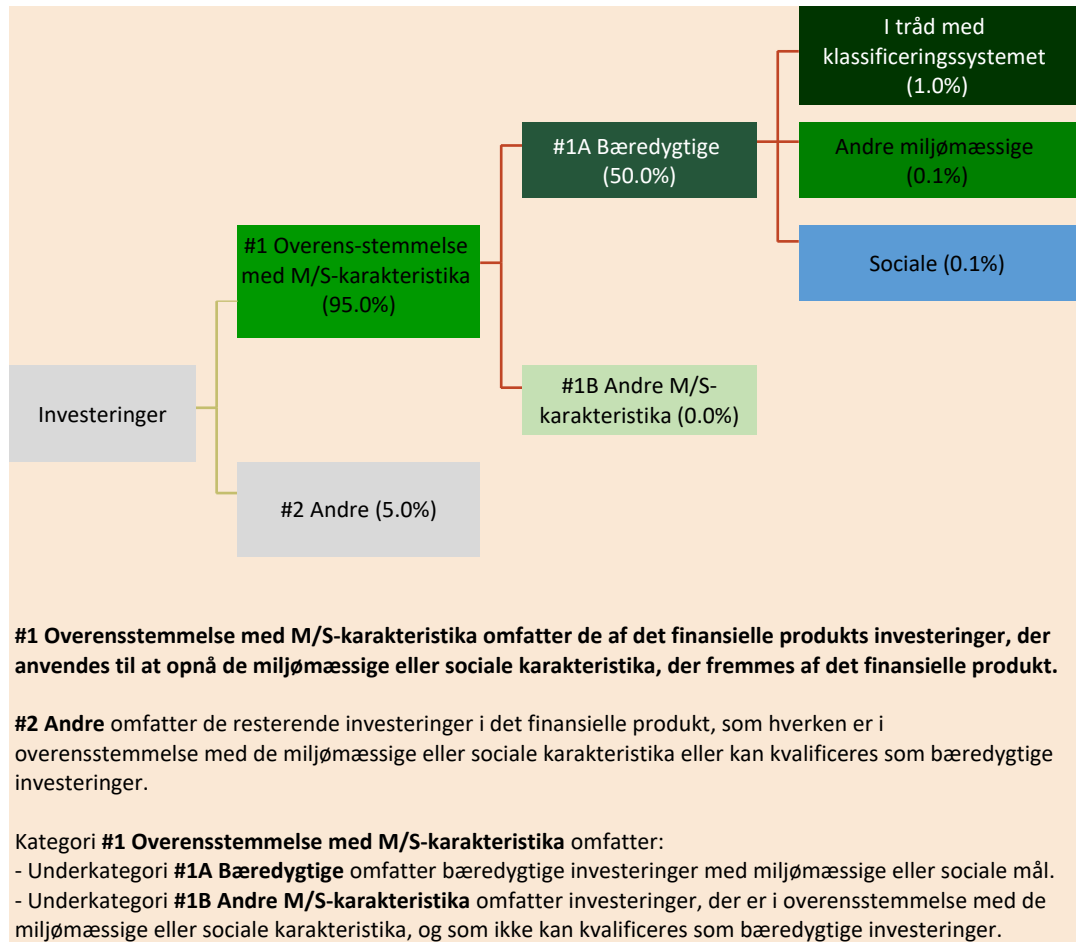 I tråd med
klassificeringssystemet
(1.0%)
#1A Bæredygtige
(50.0%)
Andre miljømæssige
(0.1%)
#1 Overens-stemmelse
med M/S-karakteristika
(95.0%)
Sociale (0.1%)
Investeringer
#1B Andre M/S-
karakteristika (0.0%)
#2 Andre (5.0%)
#1 Overensstemmelse med M/S-karakteristika omfatter de af det finansielle produkts investeringer, der
anvendes til at opnå de miljømæssige eller sociale karakteristika, der fremmes af det finansielle produkt.
#2 Andre omfatter de resterende investeringer i det finansielle produkt, som hverken er i
overensstemmelse med de miljømæssige eller sociale karakteristika eller kan kvalificeres som bæredygtige
investeringer.
Kategori #1 Overensstemmelse med M/S-karakteristika omfatter:
- Underkategori #1A Bæredygtige omfatter bæredygtige investeringer med miljømæssige eller sociale mål.
- Underkategori #1B Andre M/S-karakteristika omfatter investeringer, der er i overensstemmelse med de
miljømæssige eller sociale karakteristika, og som ikke kan kvalificeres som bæredygtige investeringer.